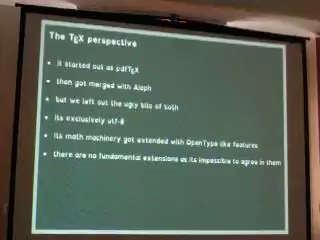 The TEX perspective
• it started out as pdfTEX
• then got merged with Aleph
• but we left out the ugly bits of both
• its exclusively utf-8
• its math machinery got extended with OpenType like features
• there are no fundamental extensions as its impossible to agree in them